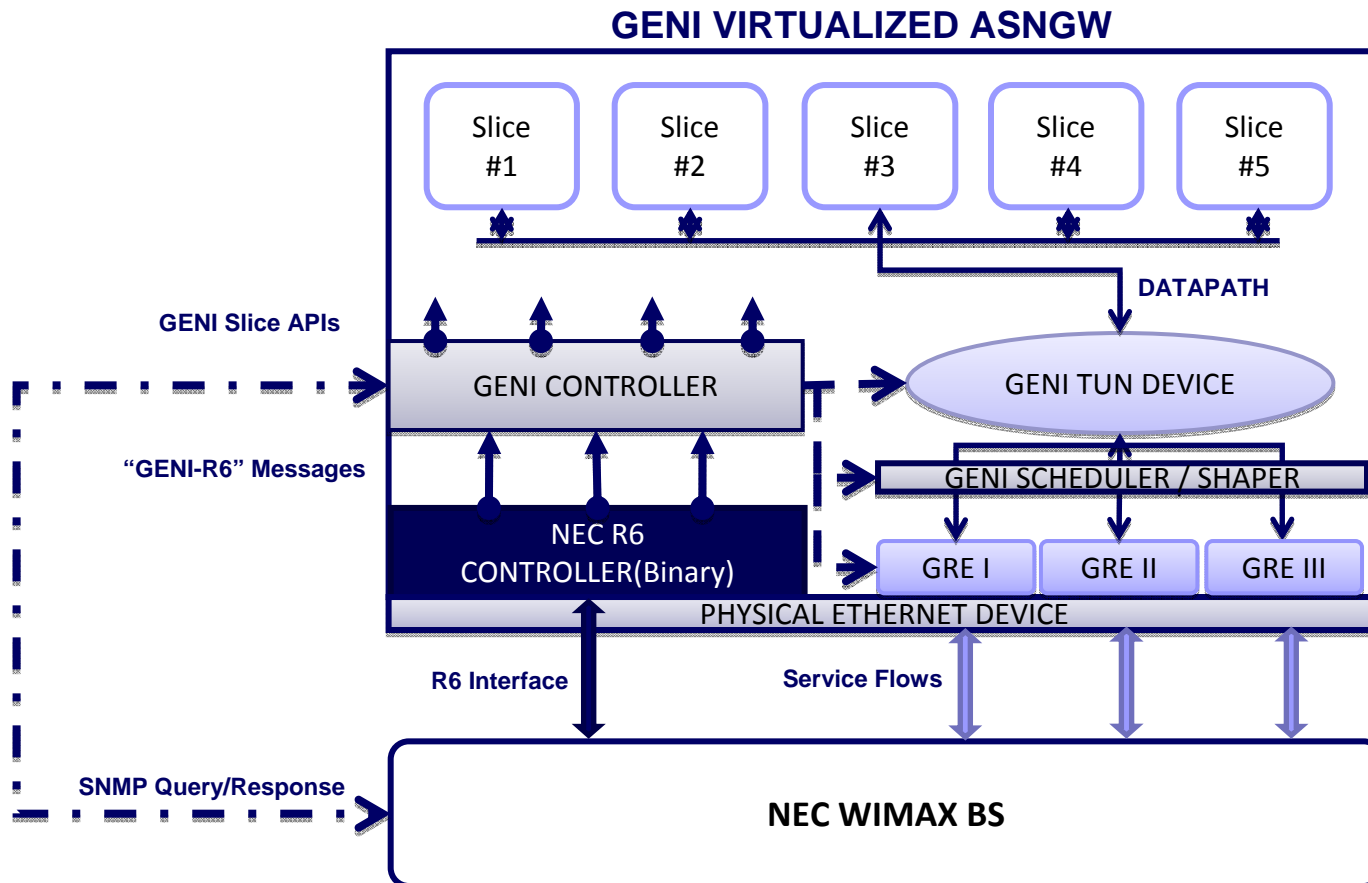 GENI VIRTUALIZED ASNGW
Slice
#1
Slice
#2
Slice
#3
Slice
#4
Slice
#5
DATAPATH
GENI Slice APIs
GENI CONTROLLER
GENI TUN DEVICE
“GENI-R6” Messages
GENI SCHEDULER / SHAPER
NEC R6
CONTROLLER(Binary)
GRE I
GRE II
GRE III
PHYSICAL ETHERNET DEVICE
R6 Interface
Service Flows
SNMP Query/Response
NEC WIMAX BS